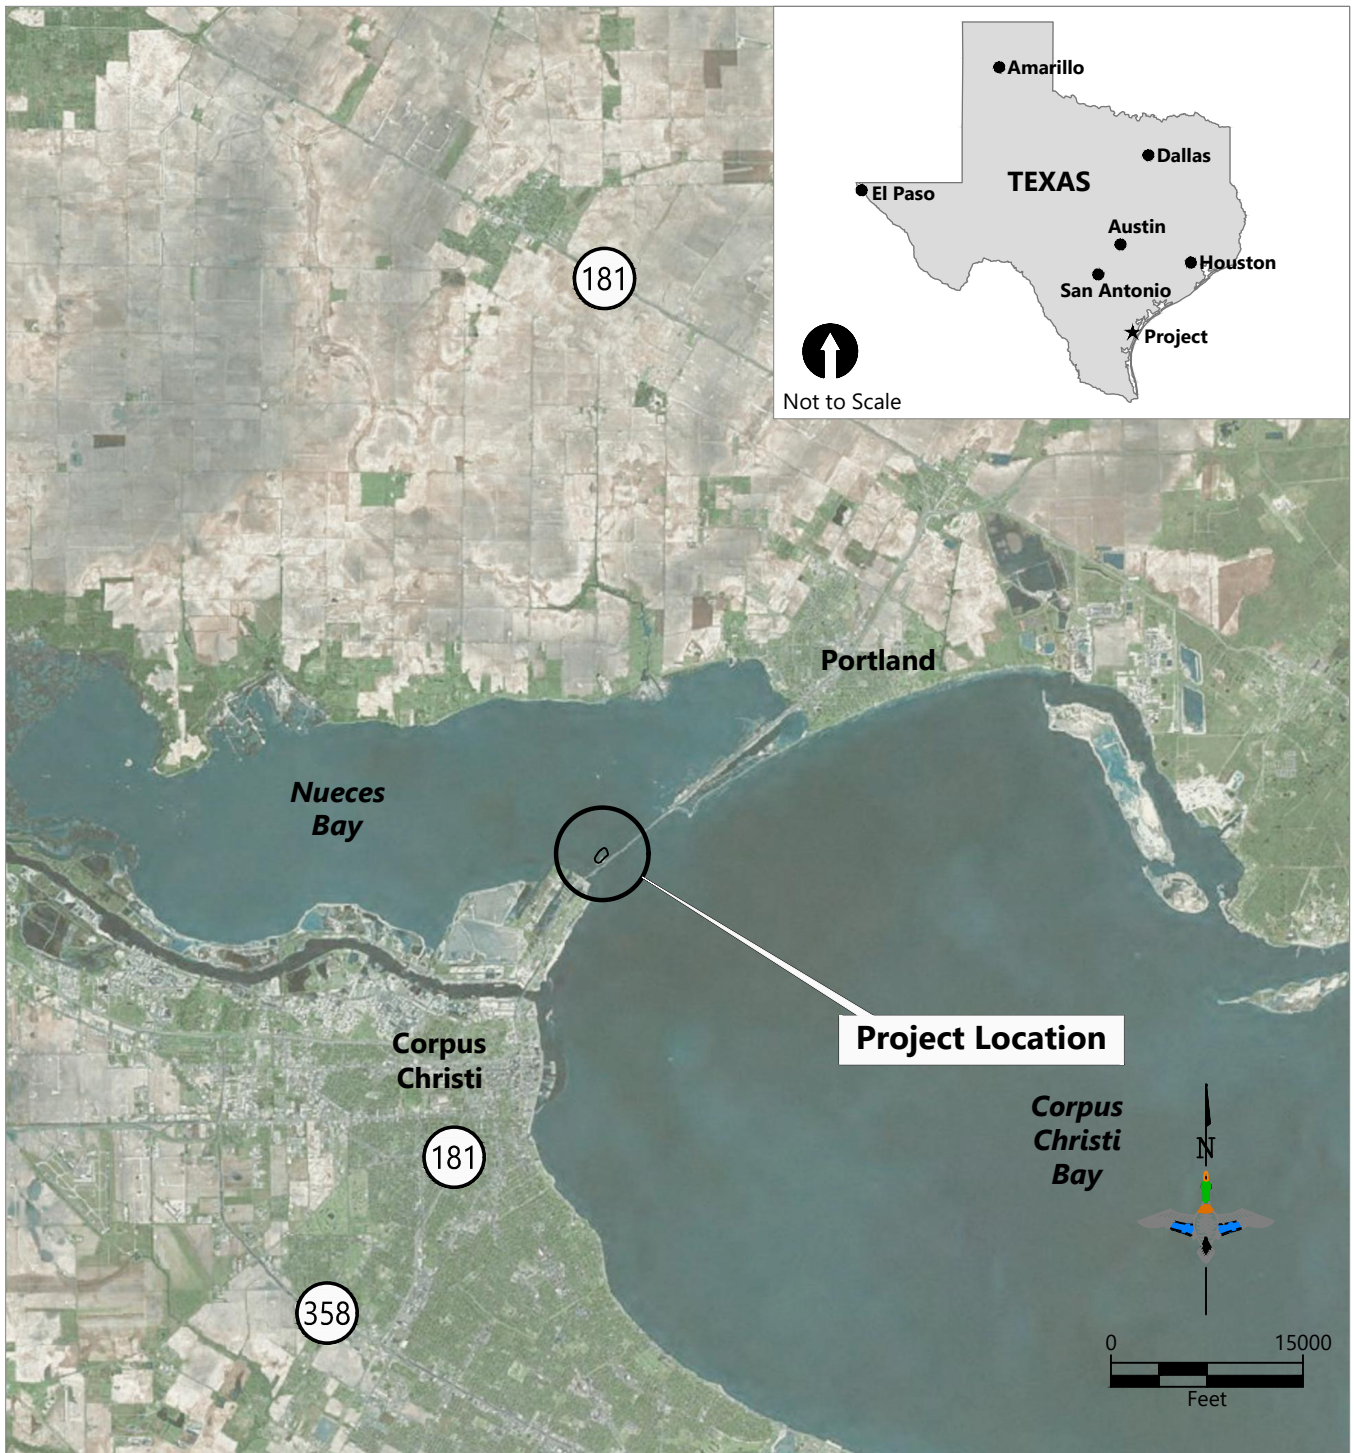 Amarillo
Dallas
TEXAS
El Paso
Austin
Houston
San Antonio
Project
Not to Scale
181
Portland
Nueces
Bay
Project Location
Corpus
Christi
181
Corpus
Christi
Bay
N
358
0 15000
Feet